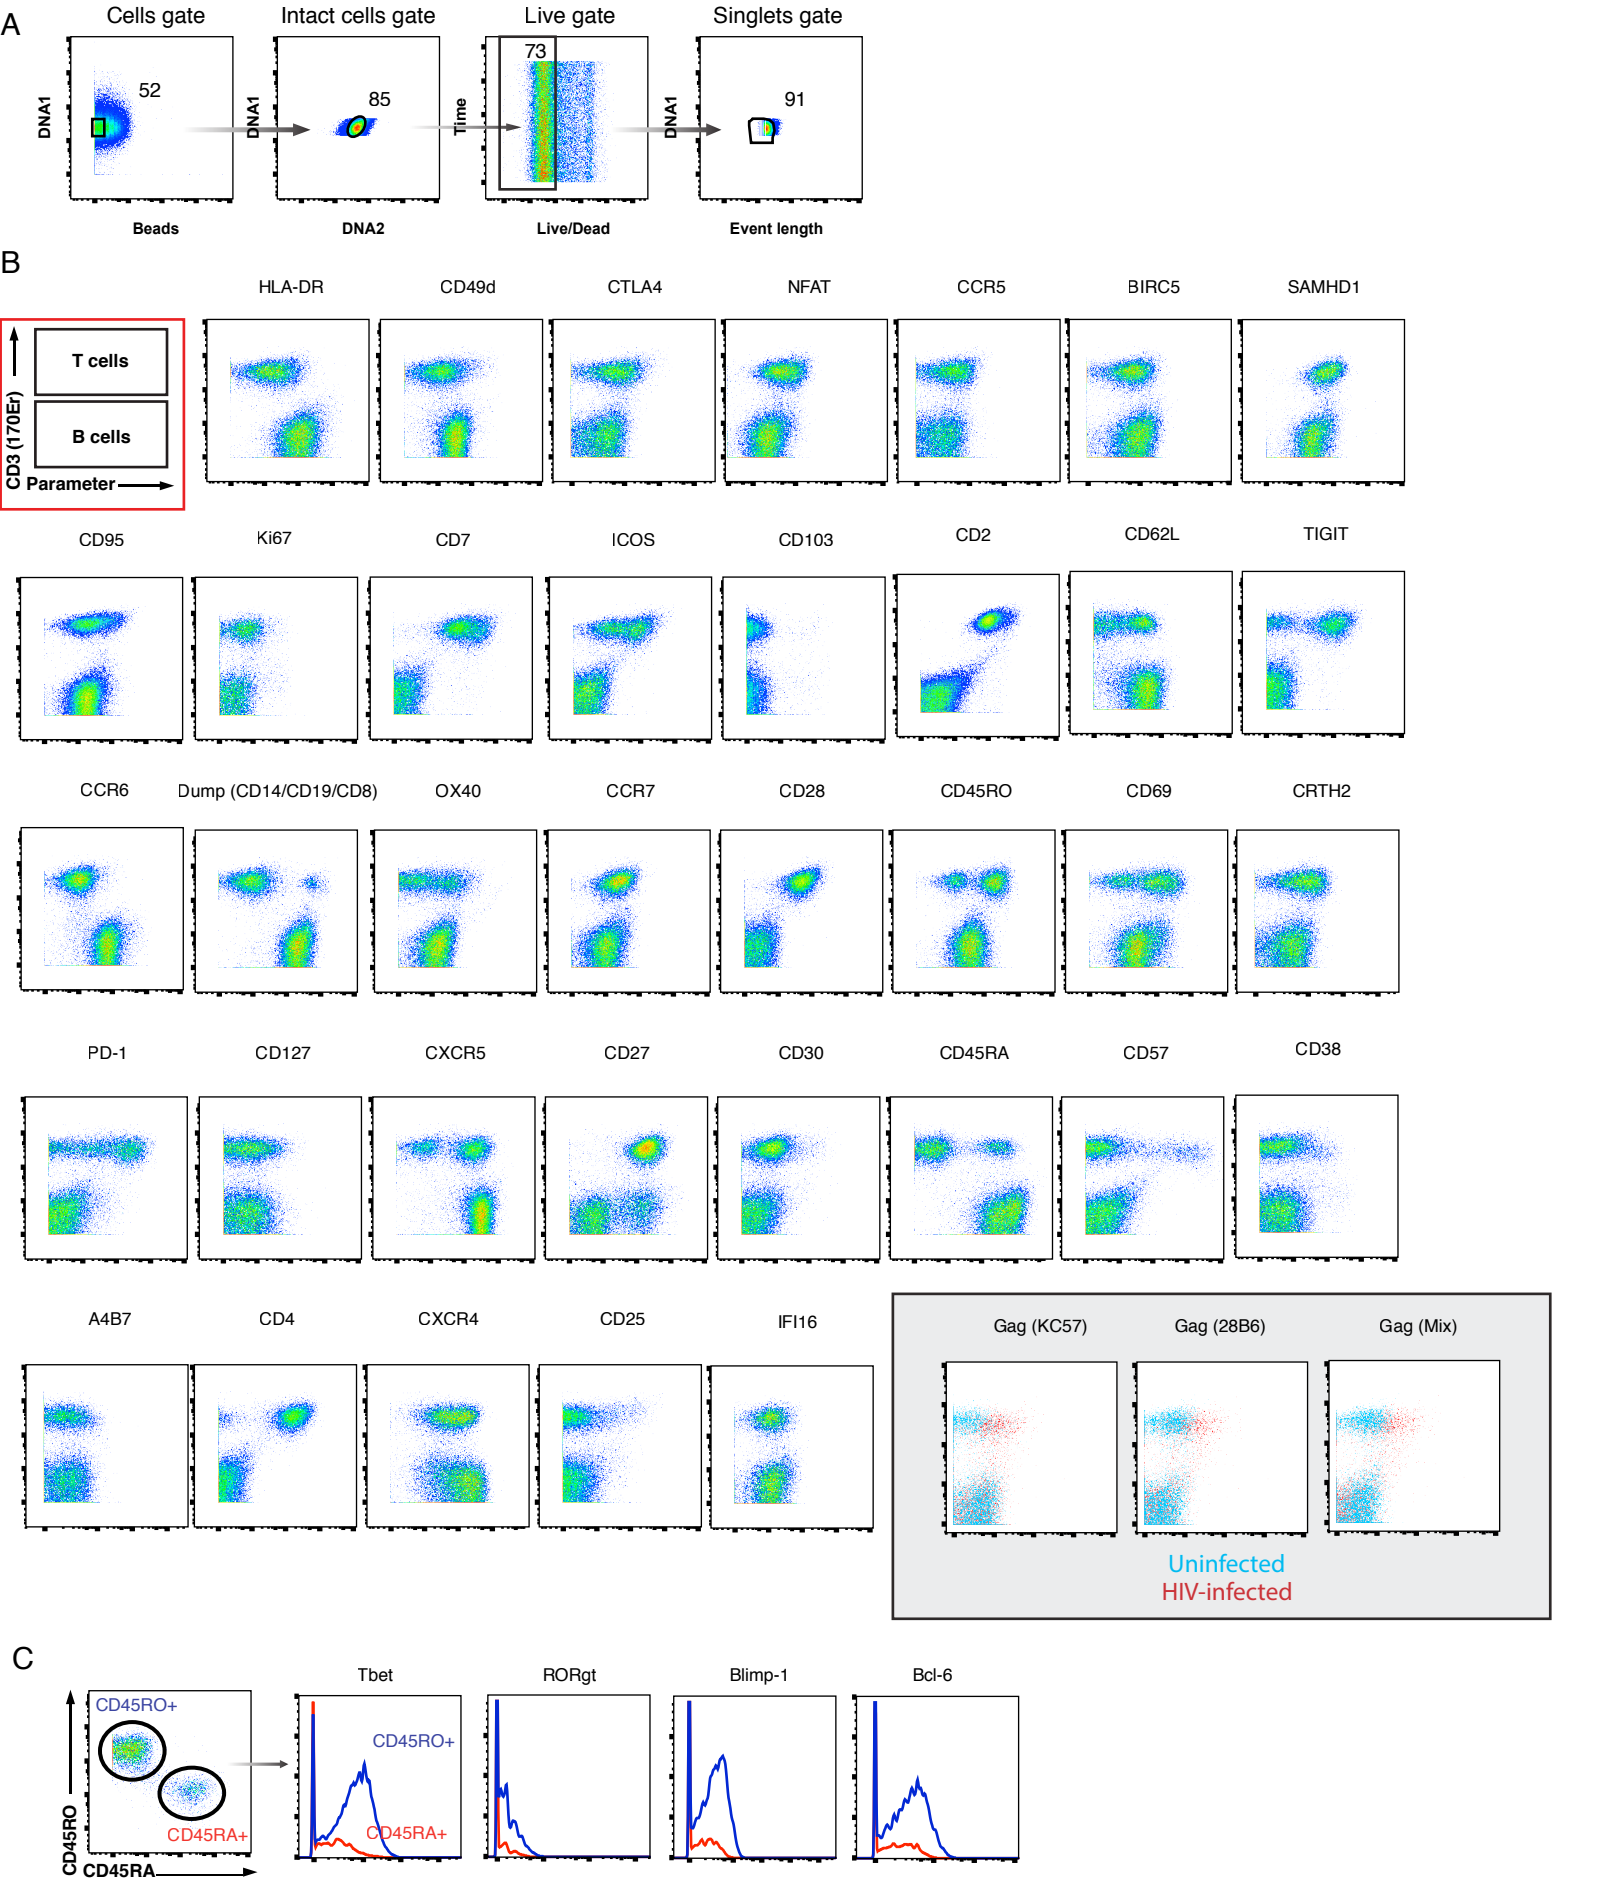 A
Cells gate
Intact cells gate
Live gate
Singlets gate
DNA1
52
DNA1
85
Time
73
DNA1
91
Beads
DNA2
Live/Dead
Event length
B
HLA-DR
CD49d
CTLA4
NFAT
CCR5
BIRC5
SAMHD1
CD3 (170Er)
T cells
B cells
Parameter
CD95
Ki67
CD7
ICOS
CD103
CD2
CD62L
TIGIT
CCR6
Dump (CD14/CD19/CD8)
OX40
CCR7
CD28
CD45RO
CD69
CRTH2
PD-1
CD127
CXCR5
CD27
CD30
CD45RA
CD57
CD38
A4B7
CD4
CXCR4
CD25
IFI16
Gag (KC57)
Gag (28B6)
Gag (Mix)
Uninfected
HIV-infected
C
Tbet
RORgt
Blimp-1
Bcl-6
CD45RO
CD45RO+
CD45RA+
CD45RA
CD45RO+
CD45RA+